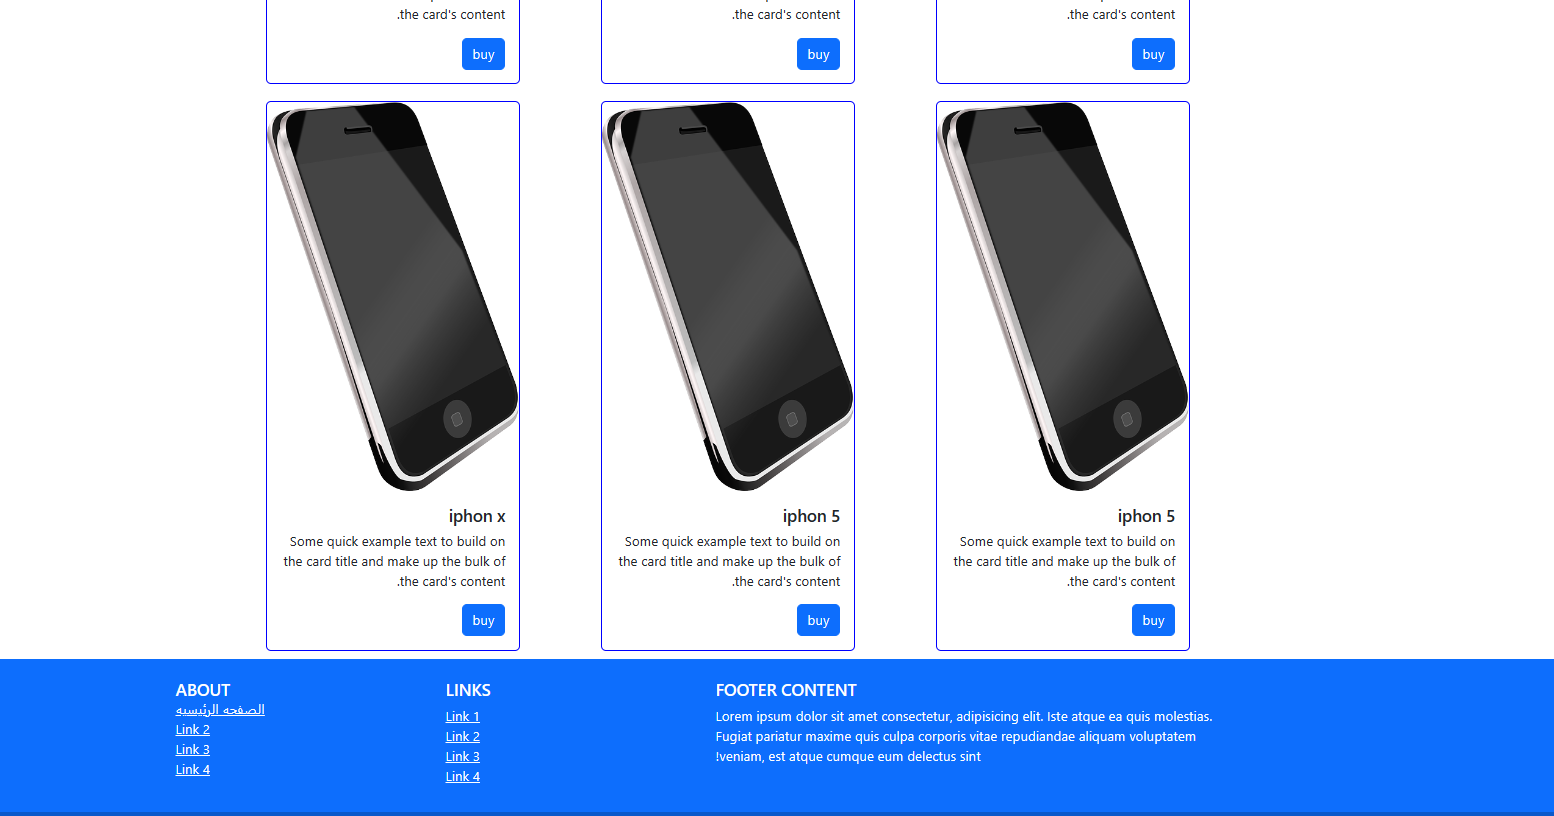 .the card's content
.the card's content
.the card's content
buy
buy
buy
iphon x
Some quick example text to build on
the card title and make up the bulk of
.the card's content
buy
iphon 5
Some quick example text to build on
the card title and make up the bulk of
.the card's content
buy
iphon 5
Some quick example text to build on
the card title and make up the bulk of
.the card's content
buy
ABOUT
الصفحه الرئيسيه
Link 2
Link 3
Link 4
LINKS
Link 1
Link 2
Link 3
Link 4
FOOTER CONTENT
Lorem ipsum dolor sit amet consectetur, adipisicing elit. Iste atque ea quis molestias.
Fugiat pariatur maxime quis culpa corporis vitae repudiandae aliquam voluptatem
!veniam, est atque cumque eum delectus sint